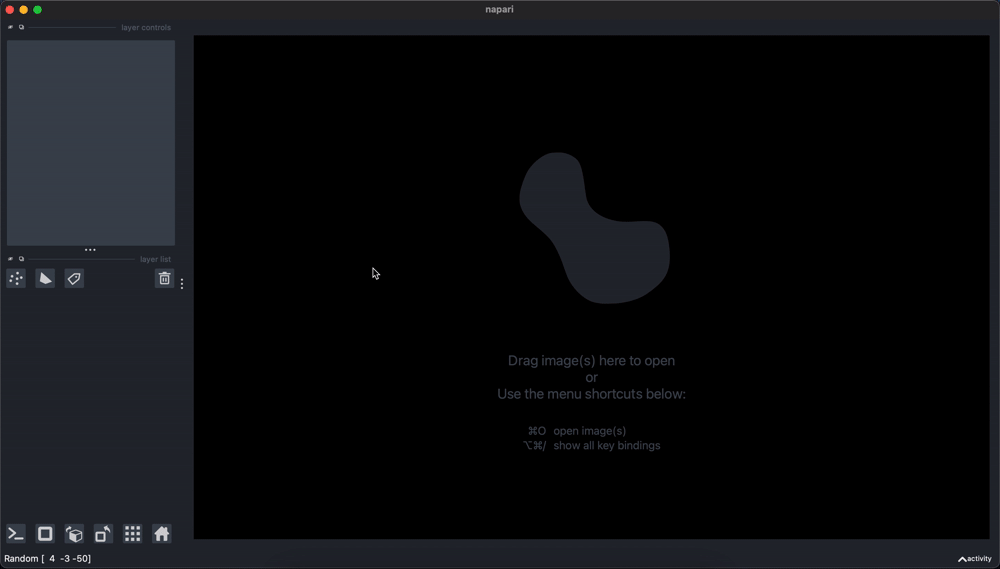 napari
layer controls
layer list
Drag image(s) here to open
or
Use the menu shortcuts below:
⌘O open image(s)
⌥⌘/ show all key bindings
Random [ 4 -3 -50]
activity